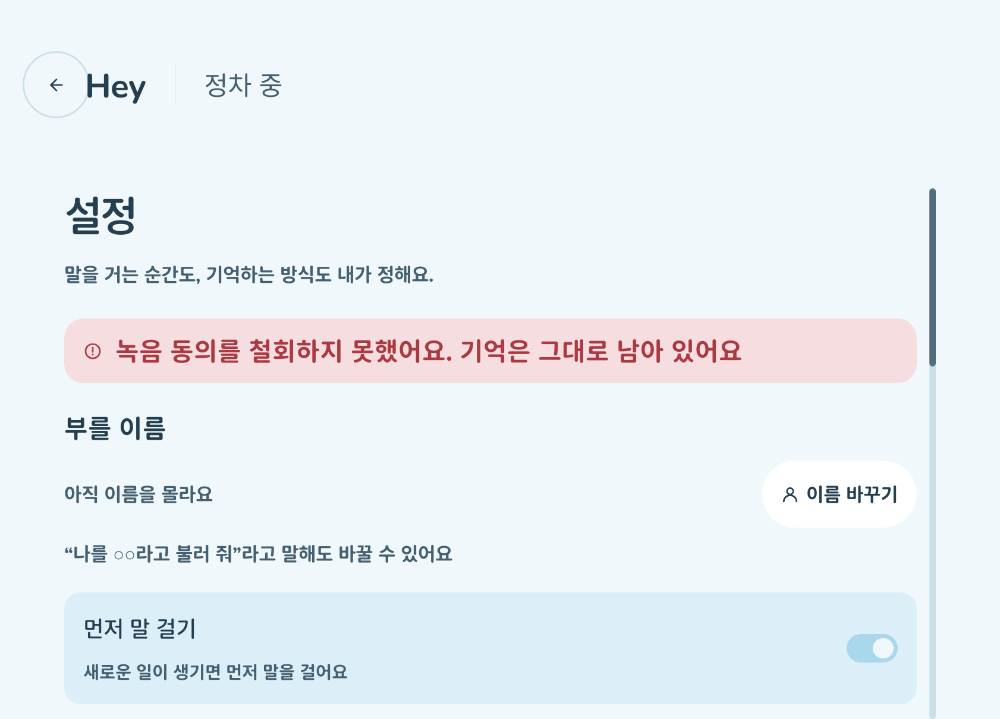 Hey
정차 중
설정
말을 거는 순간도, 기억하는 방식도 내가 정해요.
녹음 동의를 철회하지 못했어요. 기억은 그대로 남아 있어요
부를 이름
아직 이름을 몰라요
이름 바꾸기
“나를 ○○라고 불러 줘”라고 말해도 바꿀 수 있어요
먼저 말 걸기
새로운 일이 생기면 먼저 말을 걸어요